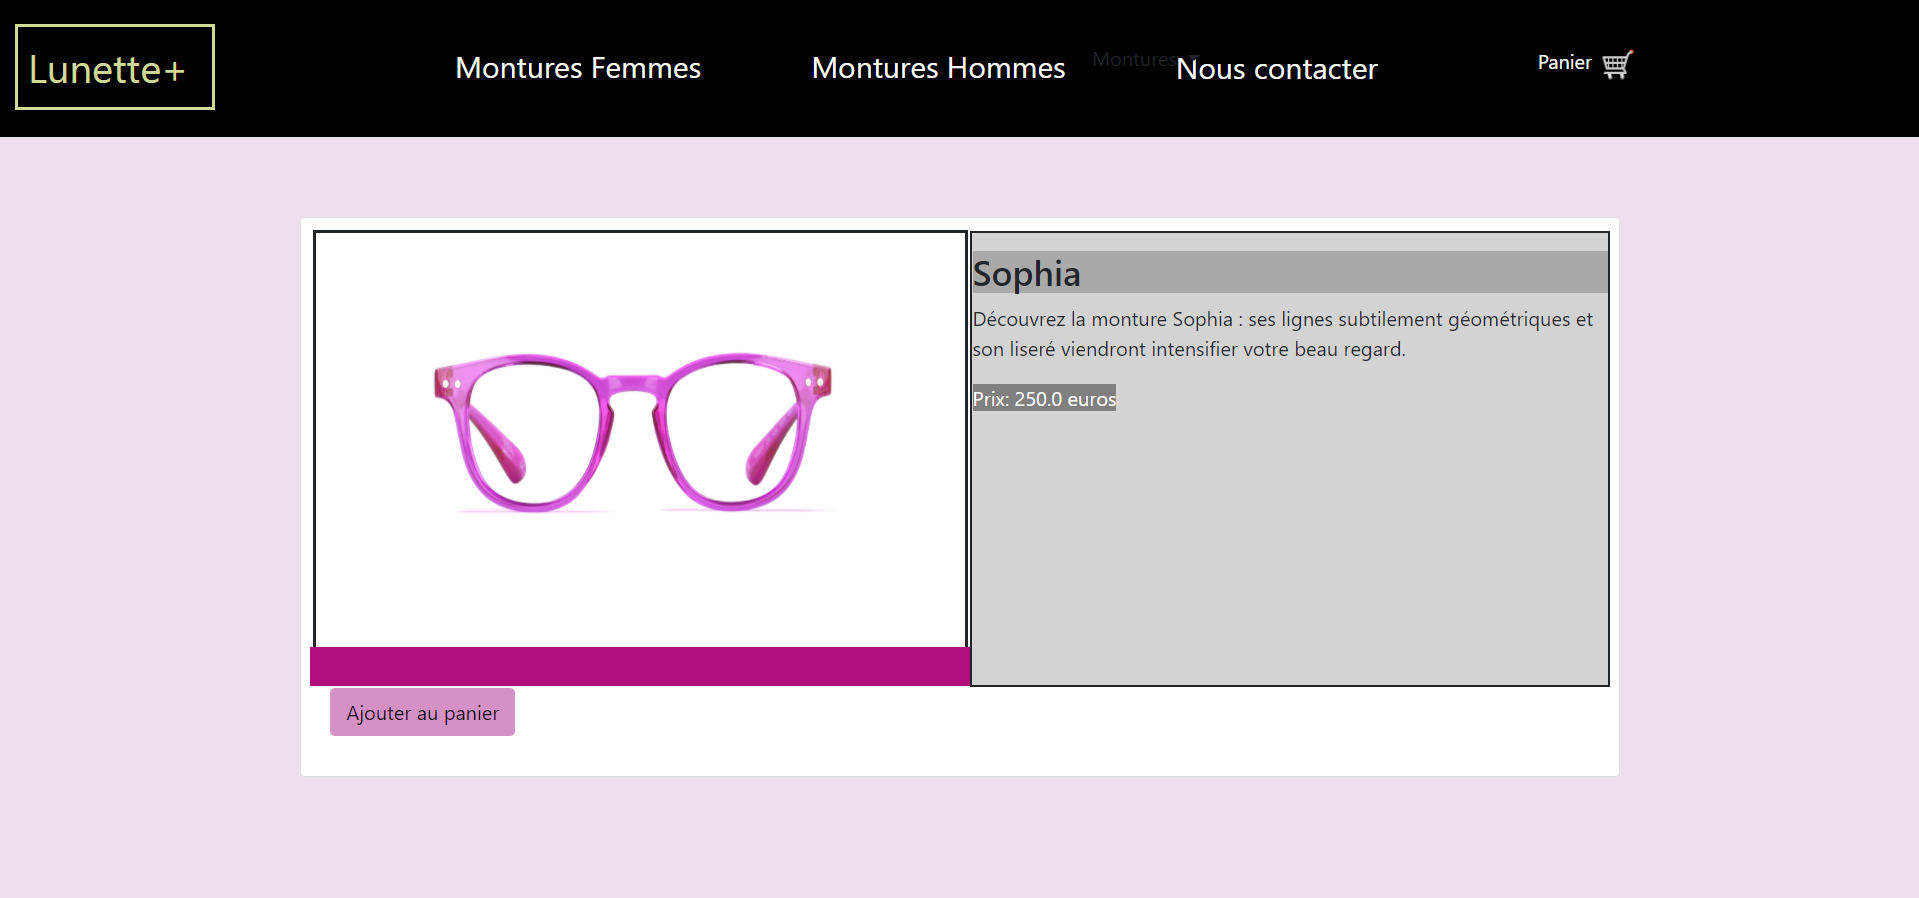 Lunette+
Montures Femmes
Montures Hommes
Montures
Nous contacter
Panier
Sophia
Découvrez la monture Sophia : ses lignes subtilement géométriques et
son liseré viendront intensifier votre beau regard.
Prix: 250.0 euros
Ajouter au panier